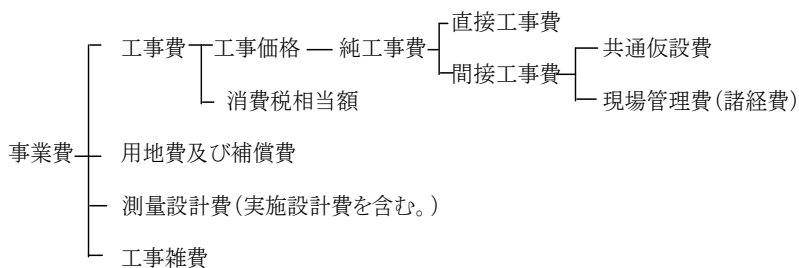 直接工事費
工事費 工事価格 純工事費 共通仮設費
間接工事費
消費税相当額 現場管理費(諸経費)
事業費 用地費及び補償費
測量設計費(実施設計費を含む。)
工事雑費